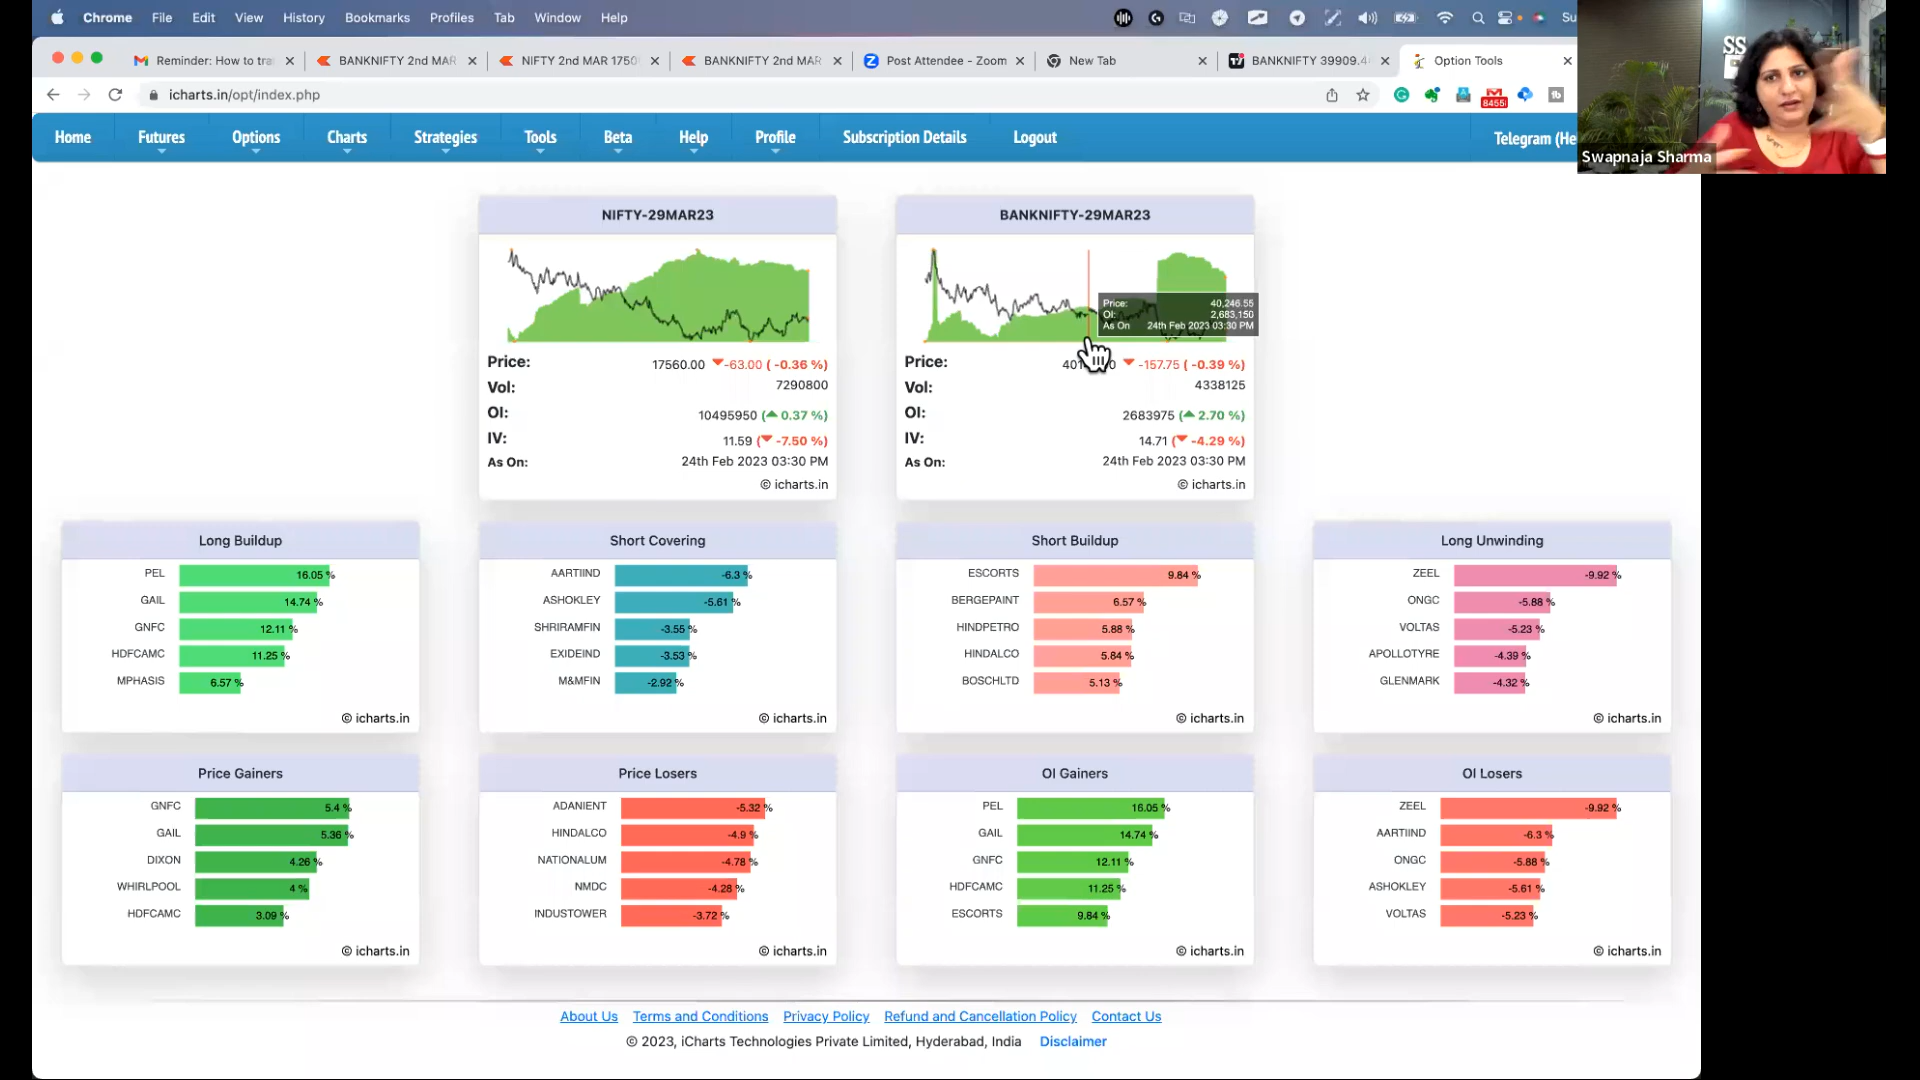 Chrome File Edit View History Bookmarks Profiles Tab Window Help
Reminder: How to tra
BANKNIFTY 2nd MAR
NIFTY 2nd MAR 1750
BANKNIFTY 2nd MAR
Post Attendee - Zoom
New Tab
BANKNIFTY 39909.4
Option Tools
icharts.in/opt/index.php
8455
Home Futures Options Charts Strategies Tools Beta Help Profile Subscription Details Logout Telegram (He
Swapnaja Sharma
NIFTY-29MAR23
Price: 17560.00 -63.00 ( -0.36 %)
Vol: 7290800
OI: 10495950 ( 0.37 %)
IV: 11.59 ( -7.50 %)
As On: 24th Feb 2023 03:30 PM
© icharts.in
BANKNIFTY-29MAR23
Price: 40,246.55
OI: 2,683,150
As On 24th Feb 2023 03:30 PM
Price: -157.75 ( -0.39 %)
Vol: 4338125
OI: 2683975 ( 2.70 %)
IV: 14.71 ( -4.29 %)
As On: 24th Feb 2023 03:30 PM
© icharts.in
Long Buildup
PEL 16.05 %
GAIL 14.74 %
GNFC 12.11 %
HDFCAMC 11.25 %
MPHASIS 6.57 %
© icharts.in
Short Covering
AARTIIND -6.3 %
ASHOKLEY -5.61 %
SHRIRAMFIN -3.55 %
EXIDEIND -3.53 %
M&MFIN -2.92 %
© icharts.in
Short Buildup
ESCORTS 9.84 %
BERGEPAINT 6.57 %
HINDPETRO 5.88 %
HINDALCO 5.84 %
BOSCHLTD 5.13 %
© icharts.in
Long Unwinding
ZEEL -9.92 %
ONGC -5.88 %
VOLTAS -5.23 %
APOLLOTYRE -4.39 %
GLENMARK -4.32 %
© icharts.in
Price Gainers
GNFC 5.4 %
GAIL 5.36 %
DIXON 4.26 %
WHIRLPOOL 4 %
HDFCAMC 3.09 %
© icharts.in
Price Losers
ADANIENT -5.32 %
HINDALCO -4.9 %
NATIONALUM -4.78 %
NMDC -4.28 %
INDUSTOWER -3.72 %
© icharts.in
OI Gainers
PEL 16.05 %
GAIL 14.74 %
GNFC 12.11 %
HDFCAMC 11.25 %
ESCORTS 9.84 %
© icharts.in
OI Losers
ZEEL -9.92 %
AARTIIND -6.3 %
ONGC -5.88 %
ASHOKLEY -5.61 %
VOLTAS -5.23 %
© icharts.in
About Us Terms and Conditions Privacy Policy Refund and Cancellation Policy Contact Us
© 2023, iCharts Technologies Private Limited, Hyderabad, India Disclaimer